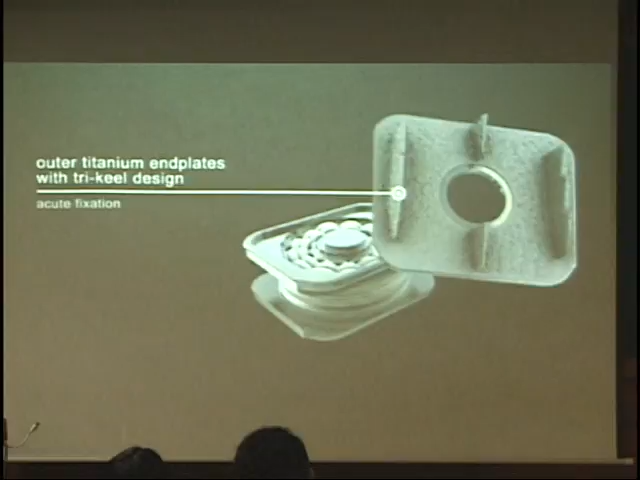 outer titanium endplates
with tri-keel design
acute fixation